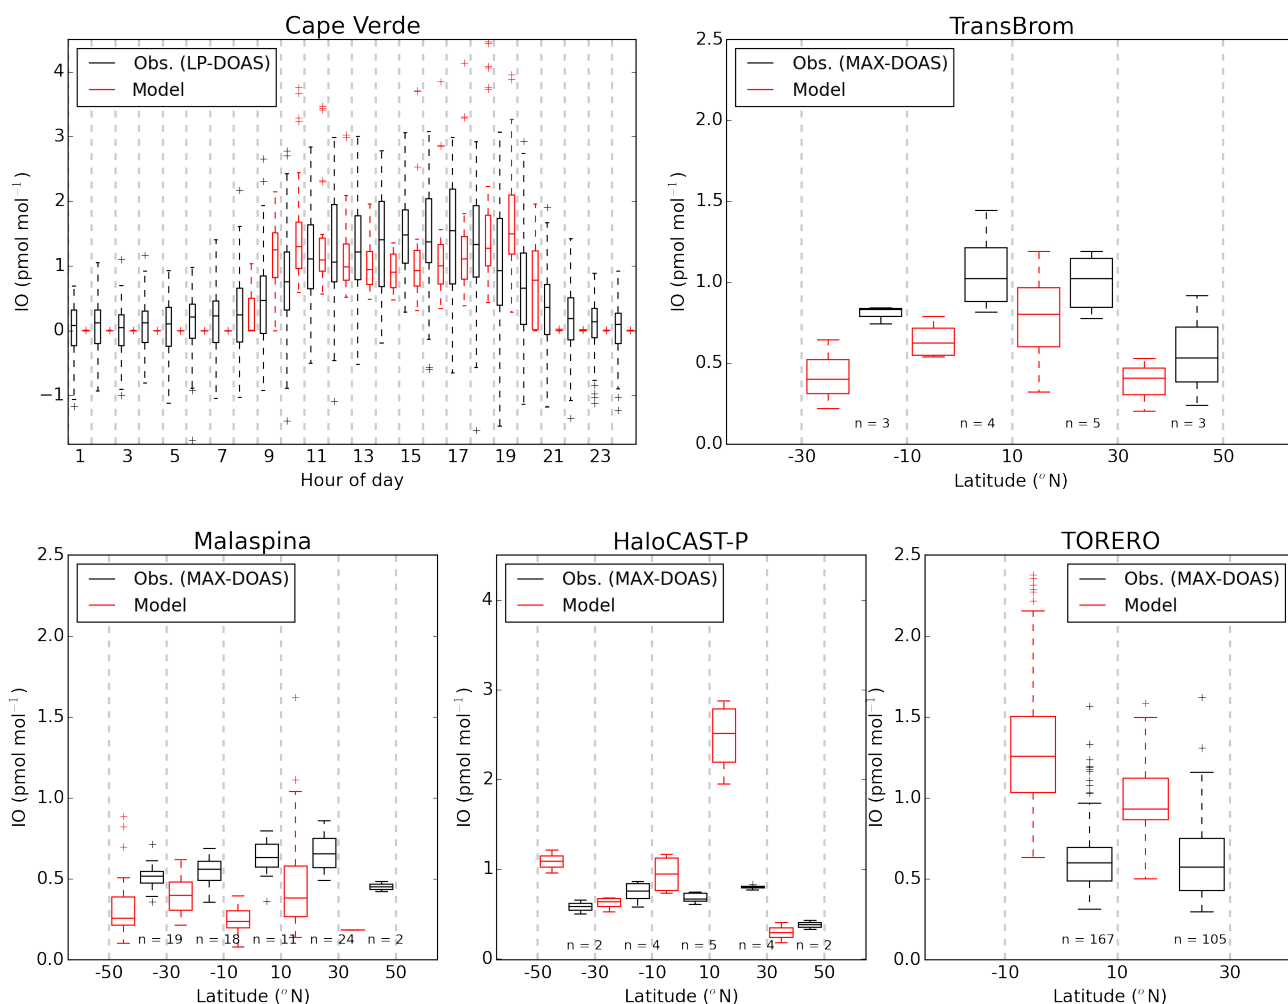 Cape Verde
Obs. (LP-DOAS)
Model
IO (pmol mol⁻¹)
4
3
2
1
0
−1
1 3 5 7 9 11 13 15 17 19 21 23
Hour of day
TransBrom
Obs. (MAX-DOAS)
Model
IO (pmol mol⁻¹)
2.5
2.0
1.5
1.0
0.5
0.0
n = 3 n = 4 n = 5 n = 3
-30 -10 10 30 50
Latitude (°N)
Malaspina
Obs. (MAX-DOAS)
Model
IO (pmol mol⁻¹)
2.5
2.0
1.5
1.0
0.5
0.0
n = 19 n = 18 n = 11 n = 24 n = 2
-50 -30 -10 10 30 50
Latitude (°N)
HaloCAST-P
Obs. (MAX-DOAS)
Model
IO (pmol mol⁻¹)
4
3
2
1
0
n = 2 n = 4 n = 5 n = 4 n = 2
-50 -30 -10 10 30 50
Latitude (°N)
TORERO
Obs. (MAX-DOAS)
Model
IO (pmol mol⁻¹)
2.5
2.0
1.5
1.0
0.5
0.0
n = 167 n = 105
-10 10 30
Latitude (°N)